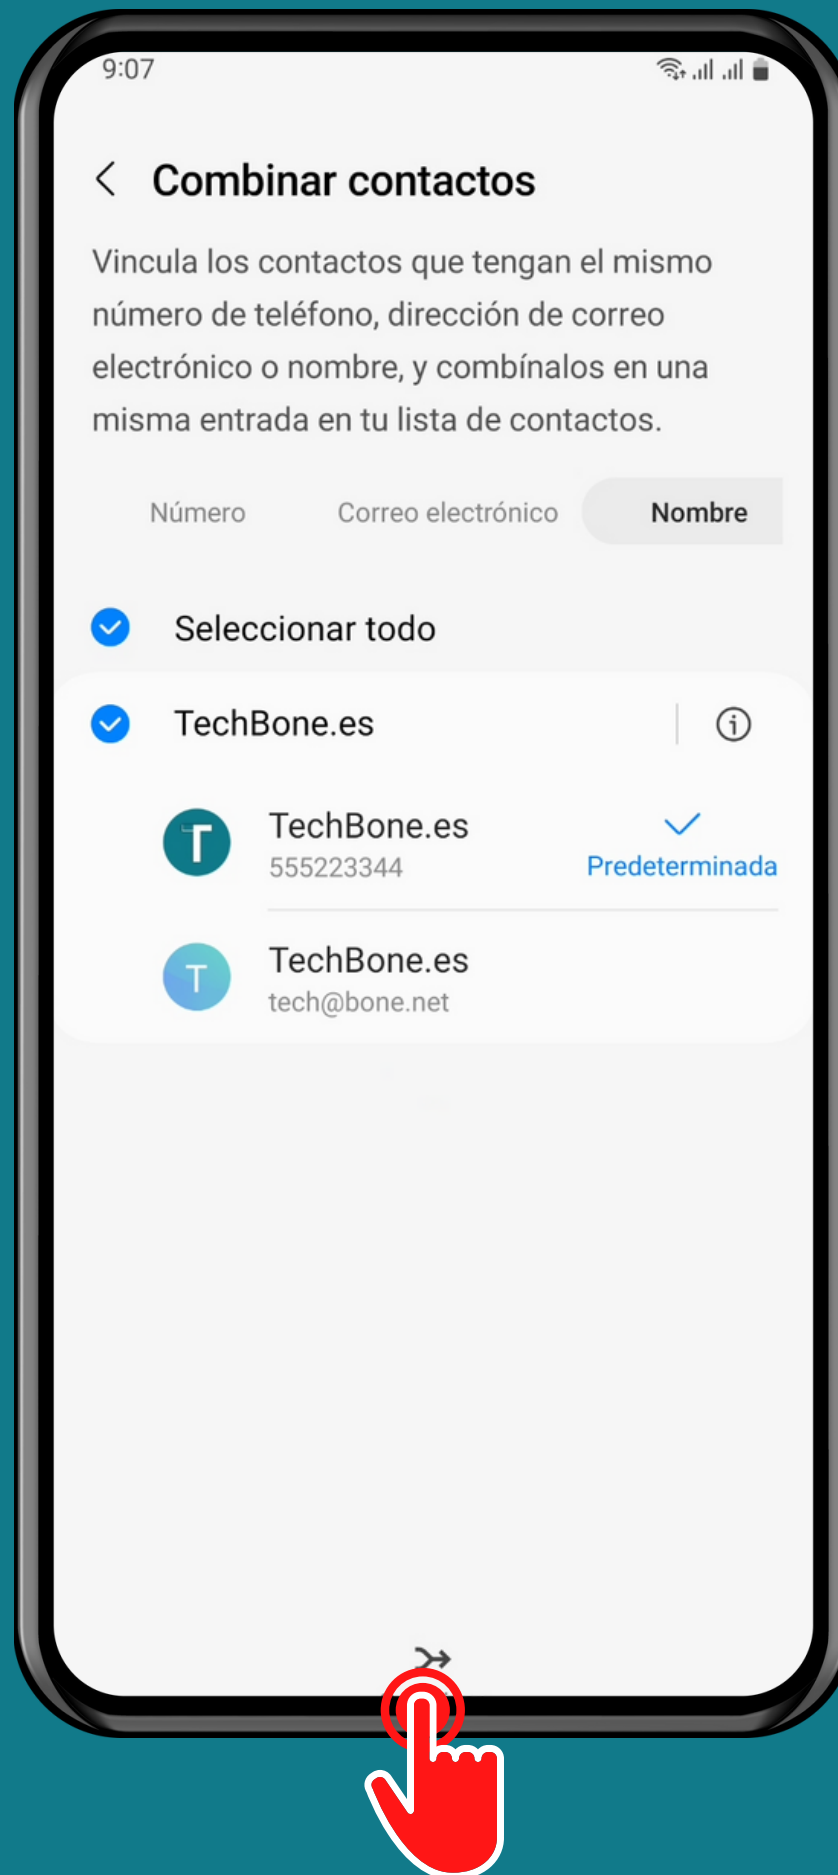 9:07
Combinar contactos
Vincula los contactos que tengan el mismo
número de teléfono, dirección de correo
electrónico o nombre, y combínalos en una
misma entrada en tu lista de contactos.
Número Correo electrónico Nombre
Seleccionar todo
TechBone.es
T TechBone.es
555223344 Predeterminada
T TechBone.es
tech@bone.net